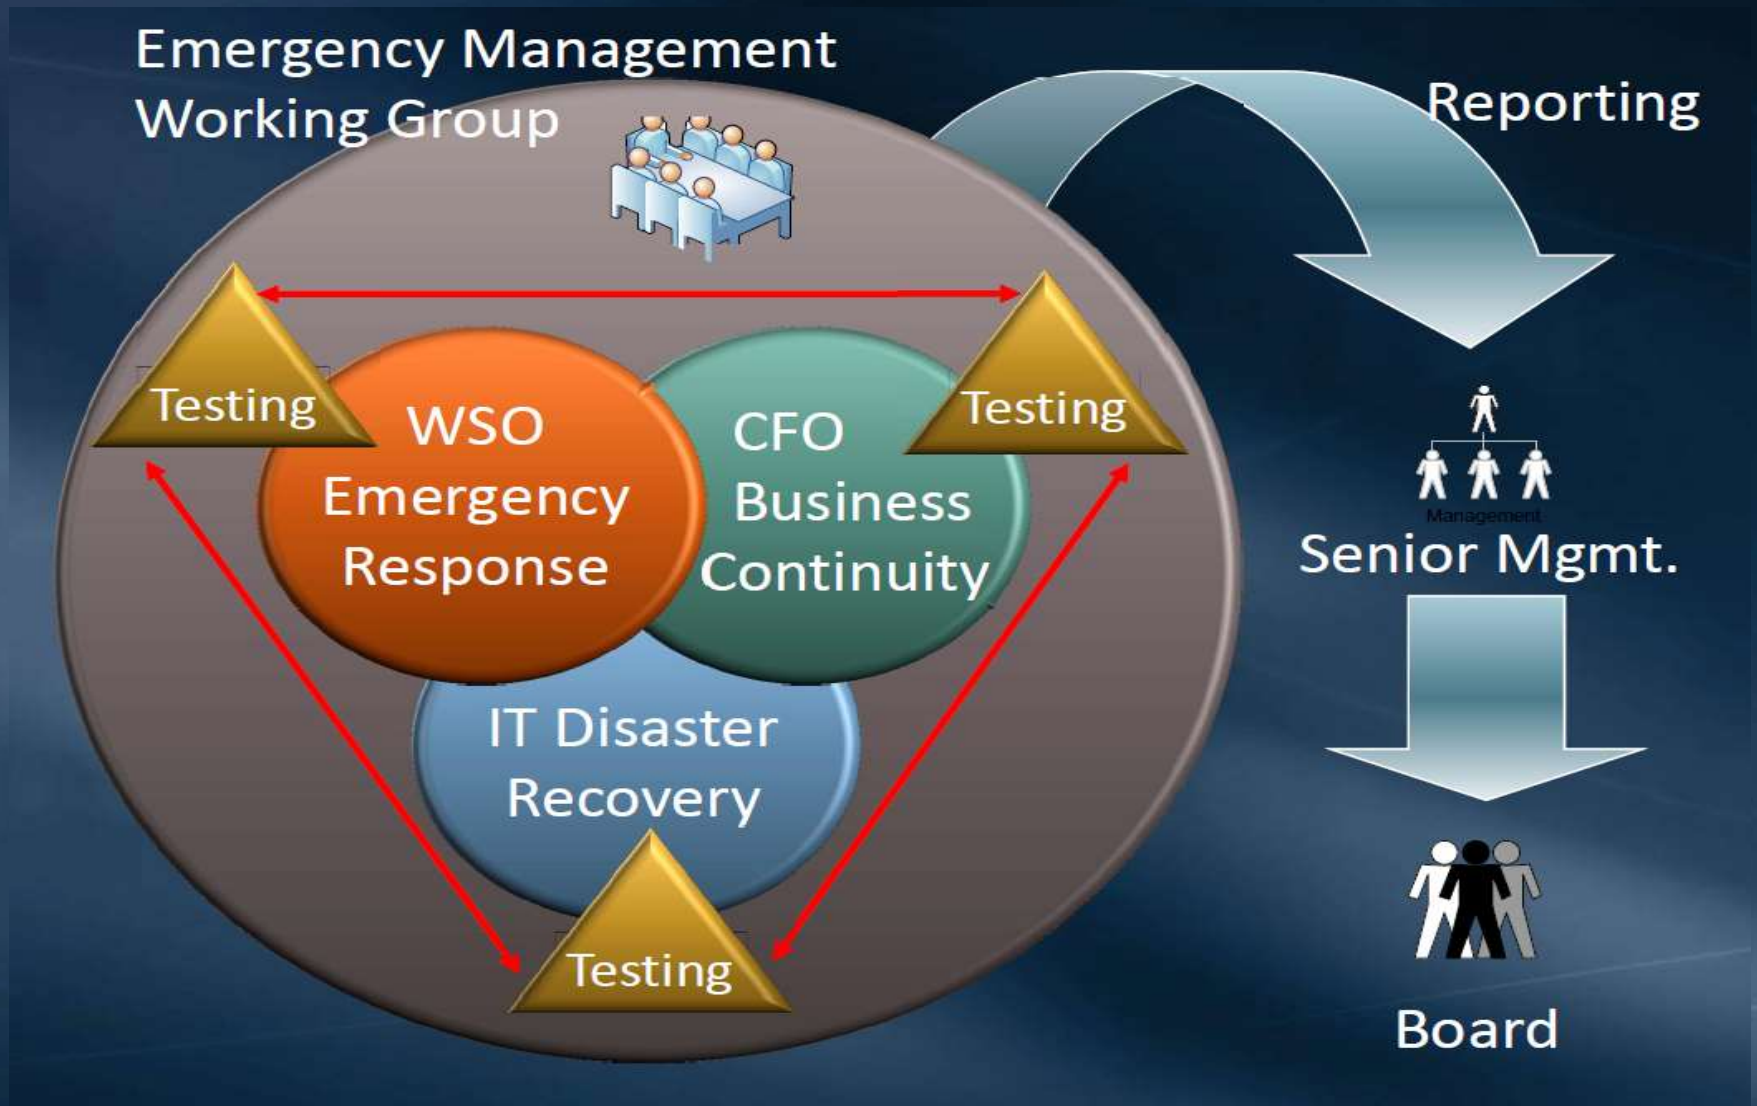 Emergency Management
Working Group
Reporting
Testing
Testing
WSO
Emergency
Response
CFO
Business
Continuity
Management
Senior Mgmt.
IT Disaster
Recovery
Testing
Board